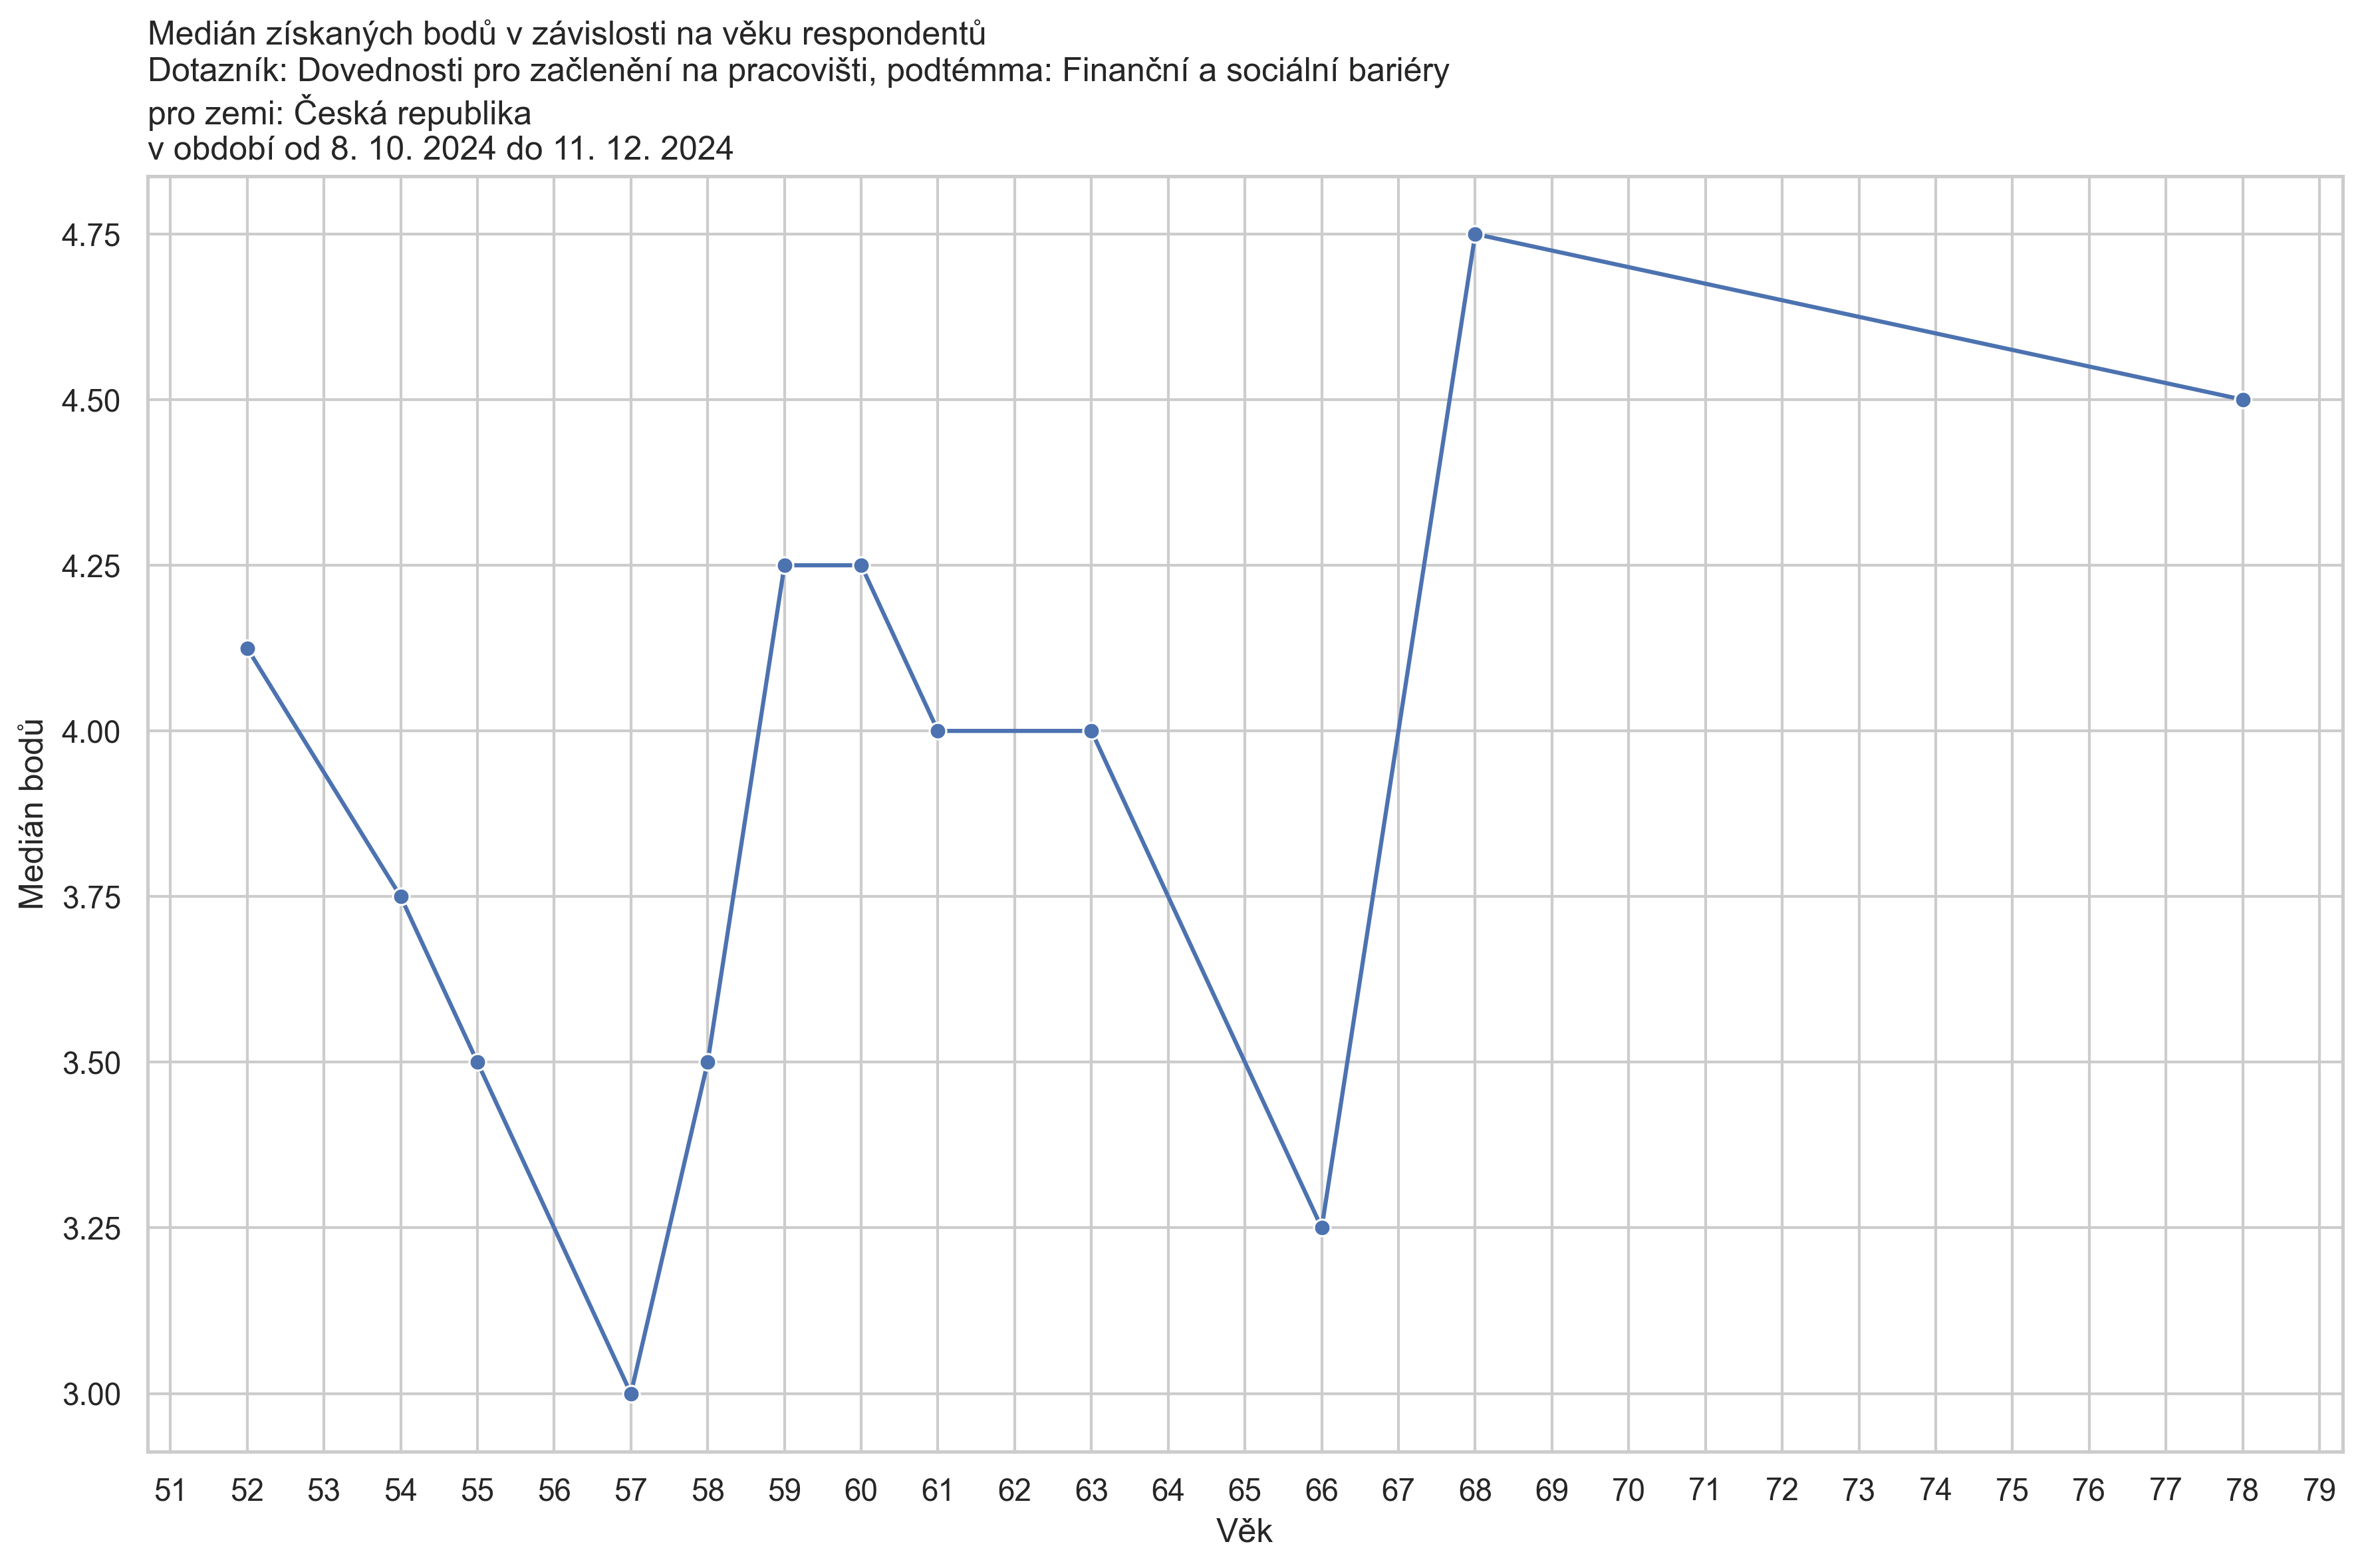 Medián získaných bodů v závislosti na věku respondentů
Dotazník: Dovednosti pro začlenění na pracovišti, podtémma: Finanční a sociální bariéry
pro zemi: Česká republika
v období od 8. 10. 2024 do 11. 12. 2024
4.75
4.50
4.25
4.00
3.75
3.50
3.25
3.00
Medián bodů
51 52 53 54 55 56 57 58 59 60 61 62 63 64 65 66 67 68 69 70 71 72 73 74 75 76 77 78 79
Věk